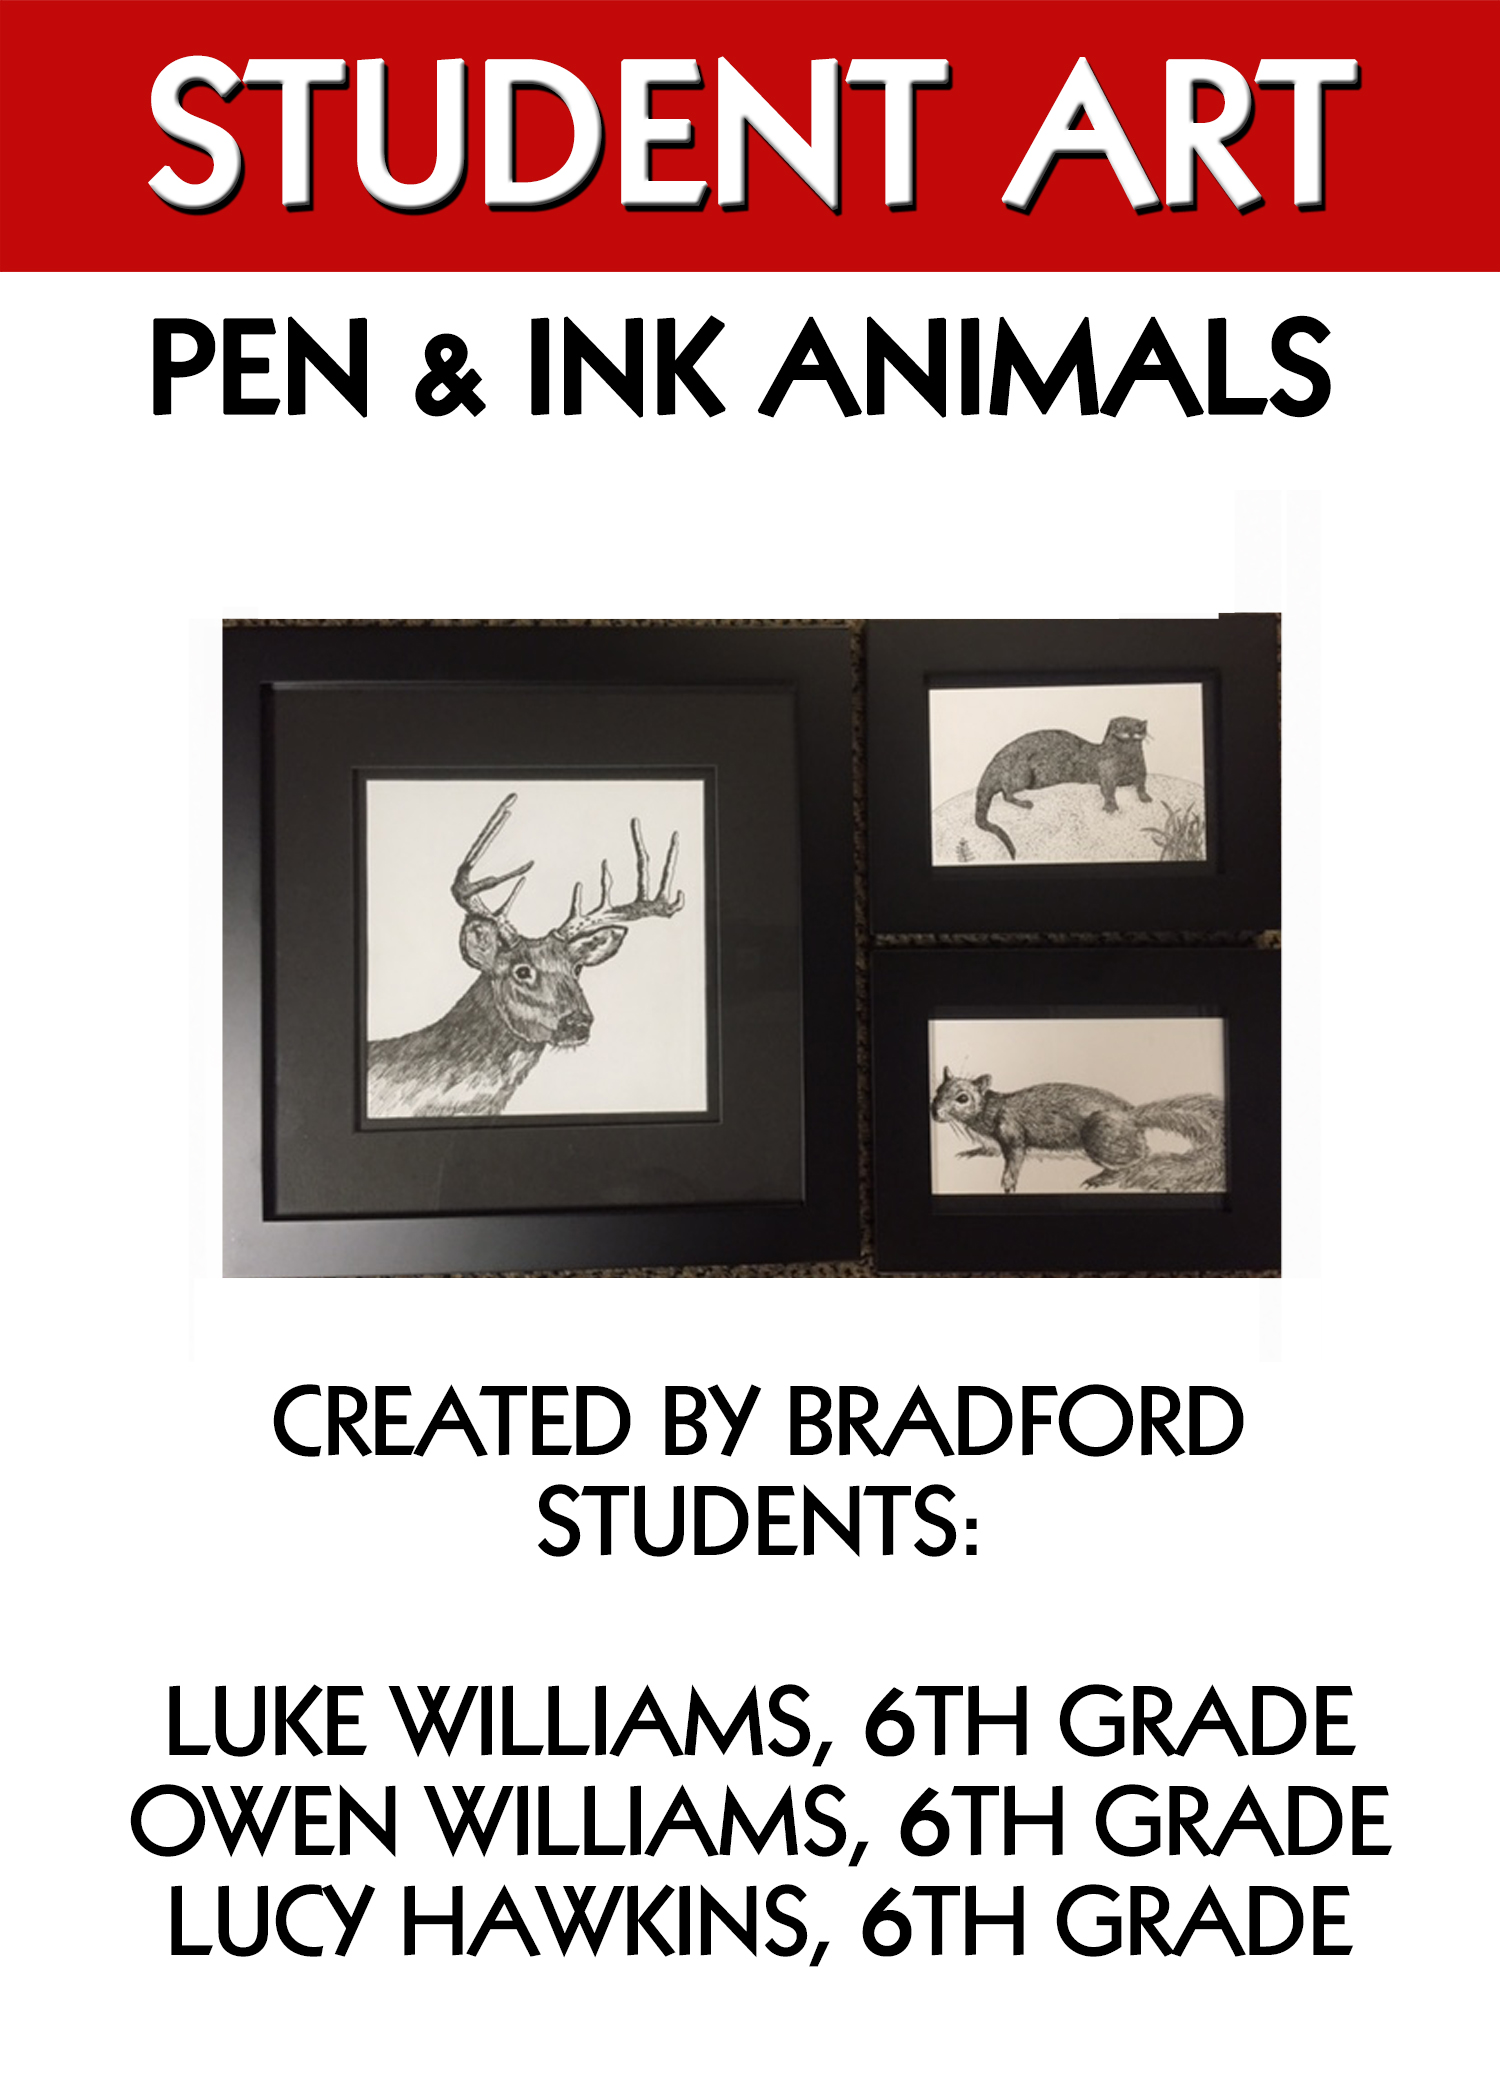 STUDENT ART
PEN & INK ANIMALS
CREATED BY BRADFORD
STUDENTS:
LUKE WILLIAMS, 6TH GRADE
OWEN WILLIAMS, 6TH GRADE
LUCY HAWKINS, 6TH GRADE